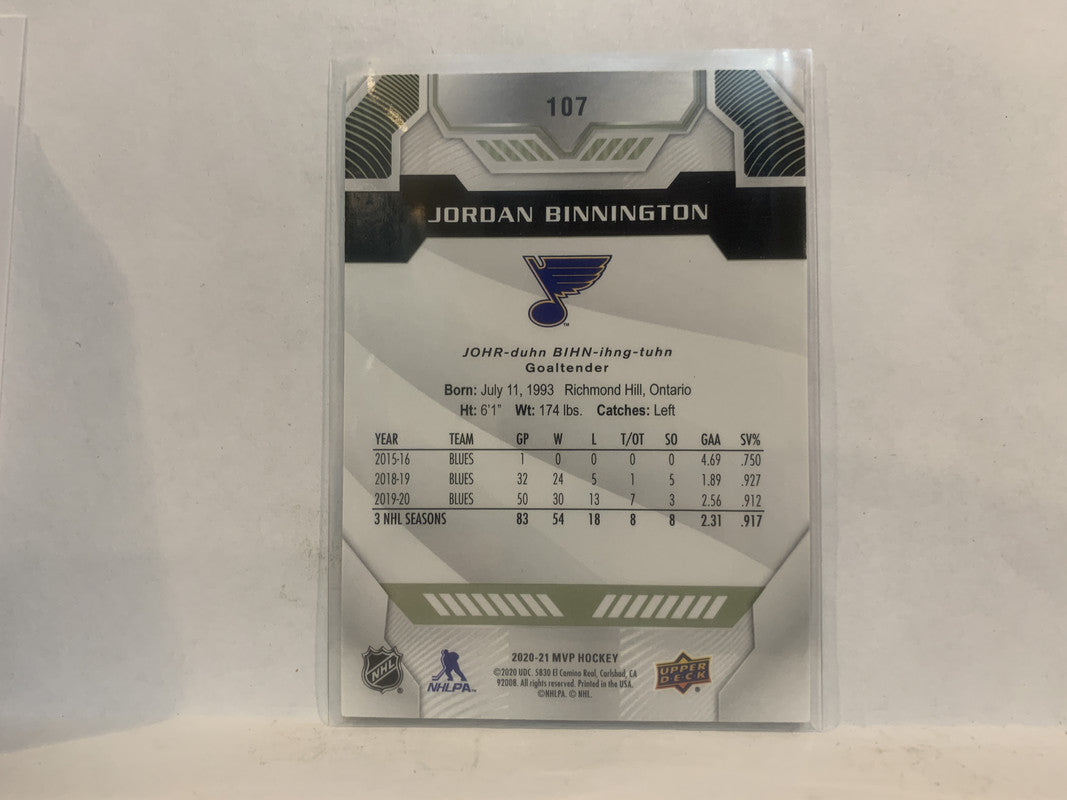 107
JORDAN BINNINGTON
TM
JOHR-duhn BIHN-ihng-tuhn
Goaltender
Born: July 11, 1993 Richmond Hill, Ontario
Ht: 6'1" Wt: 174 lbs. Catches: Left
YEAR TEAM GP W L T/OT SO GAA SV%
2015-16 BLUES 1 0 0 0 0 4.69 .750
2018-19 BLUES 32 24 5 1 5 1.89 .927
2019-20 BLUES 50 30 13 7 3 2.56 .912
3 NHL SEASONS 83 54 18 8 8 2.31 .917
2020-21 MVP HOCKEY
©2020 UDC. 5830 El Camino Real, Carlsbad, CA
92008. All rights reserved. Printed in the USA.
©NHLPA. © NHL.
NHL
NHLPA
UPPER
DECK